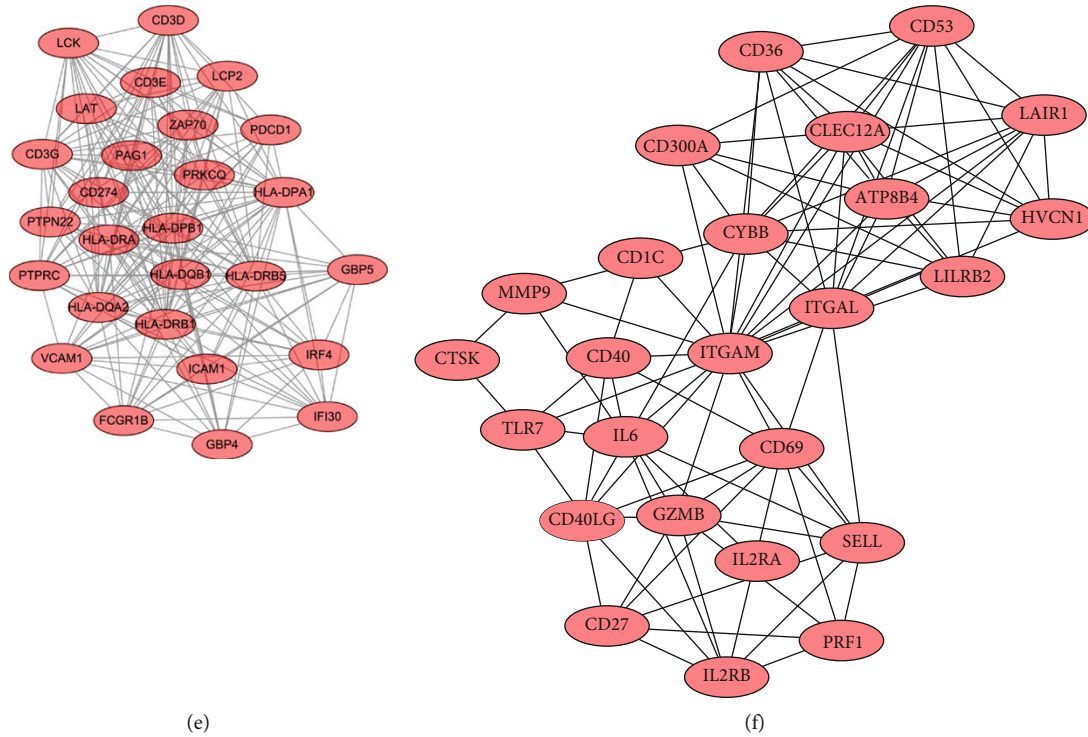 CD3D
LCK
CD3E
LCP2
LAT
ZAP70
PDCD1
CD3G
PAG1
PRKCQ
CD274
HLA-DPA1
PTPN22
HLA-DPB1
HLA-DRA
PTPRC
HLA-DQB1
HLA-DRB5
GBP5
HLA-DQA2
HLA-DRB1
VCAM1
ICAM1
IRF4
FCGR1B
IFI30
GBP4
(e)
CD53
CD36
LAIR1
CLEC12A
CD300A
ATP8B4
HVCN1
CYBB
CD1C
LILRB2
MMP9
ITGAL
CTSK
CD40
ITGAM
TLR7
IL6
CD69
CD40LG
GZMB
SELL
IL2RA
CD27
PRF1
IL2RB
(f)